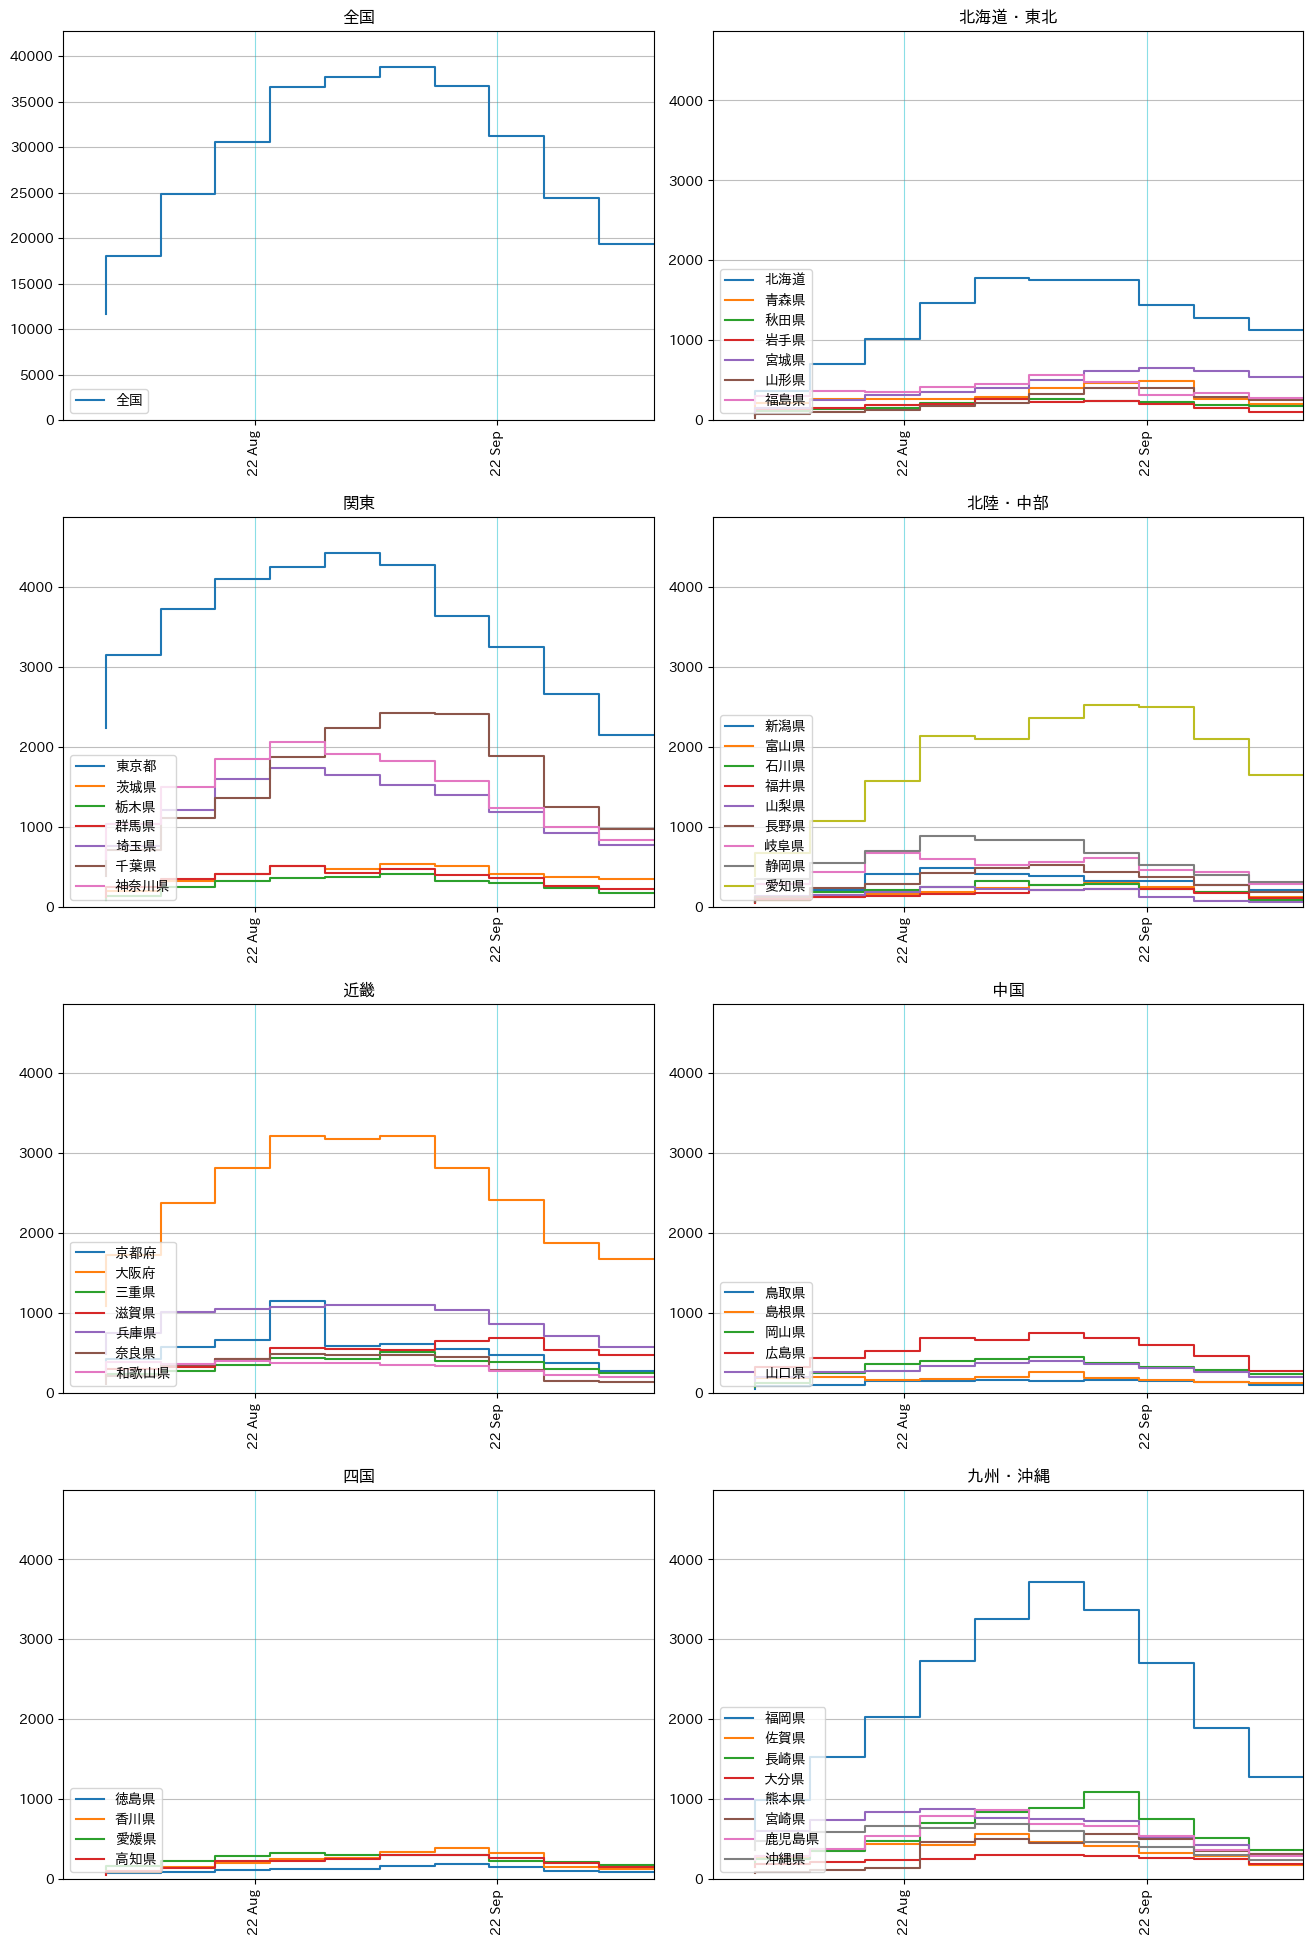 全国
40000
35000
30000
25000
20000
15000
10000
5000
0
全国
22 Aug
22 Sep
北海道・東北
4000
3000
2000
1000
0
北海道
青森県
秋田県
岩手県
宮城県
山形県
福島県
22 Aug
22 Sep
関東
4000
3000
2000
1000
0
東京都
茨城県
栃木県
群馬県
埼玉県
千葉県
神奈川県
22 Aug
22 Sep
北陸・中部
4000
3000
2000
1000
0
新潟県
富山県
石川県
福井県
山梨県
長野県
岐阜県
静岡県
愛知県
22 Aug
22 Sep
近畿
4000
3000
2000
1000
0
京都府
大阪府
三重県
滋賀県
兵庫県
奈良県
和歌山県
22 Aug
22 Sep
中国
4000
3000
2000
1000
0
鳥取県
島根県
岡山県
広島県
山口県
22 Aug
22 Sep
四国
4000
3000
2000
1000
0
徳島県
香川県
愛媛県
高知県
22 Aug
22 Sep
九州・沖縄
4000
3000
2000
1000
0
福岡県
佐賀県
長崎県
大分県
熊本県
宮崎県
鹿児島県
沖縄県
22 Aug
22 Sep